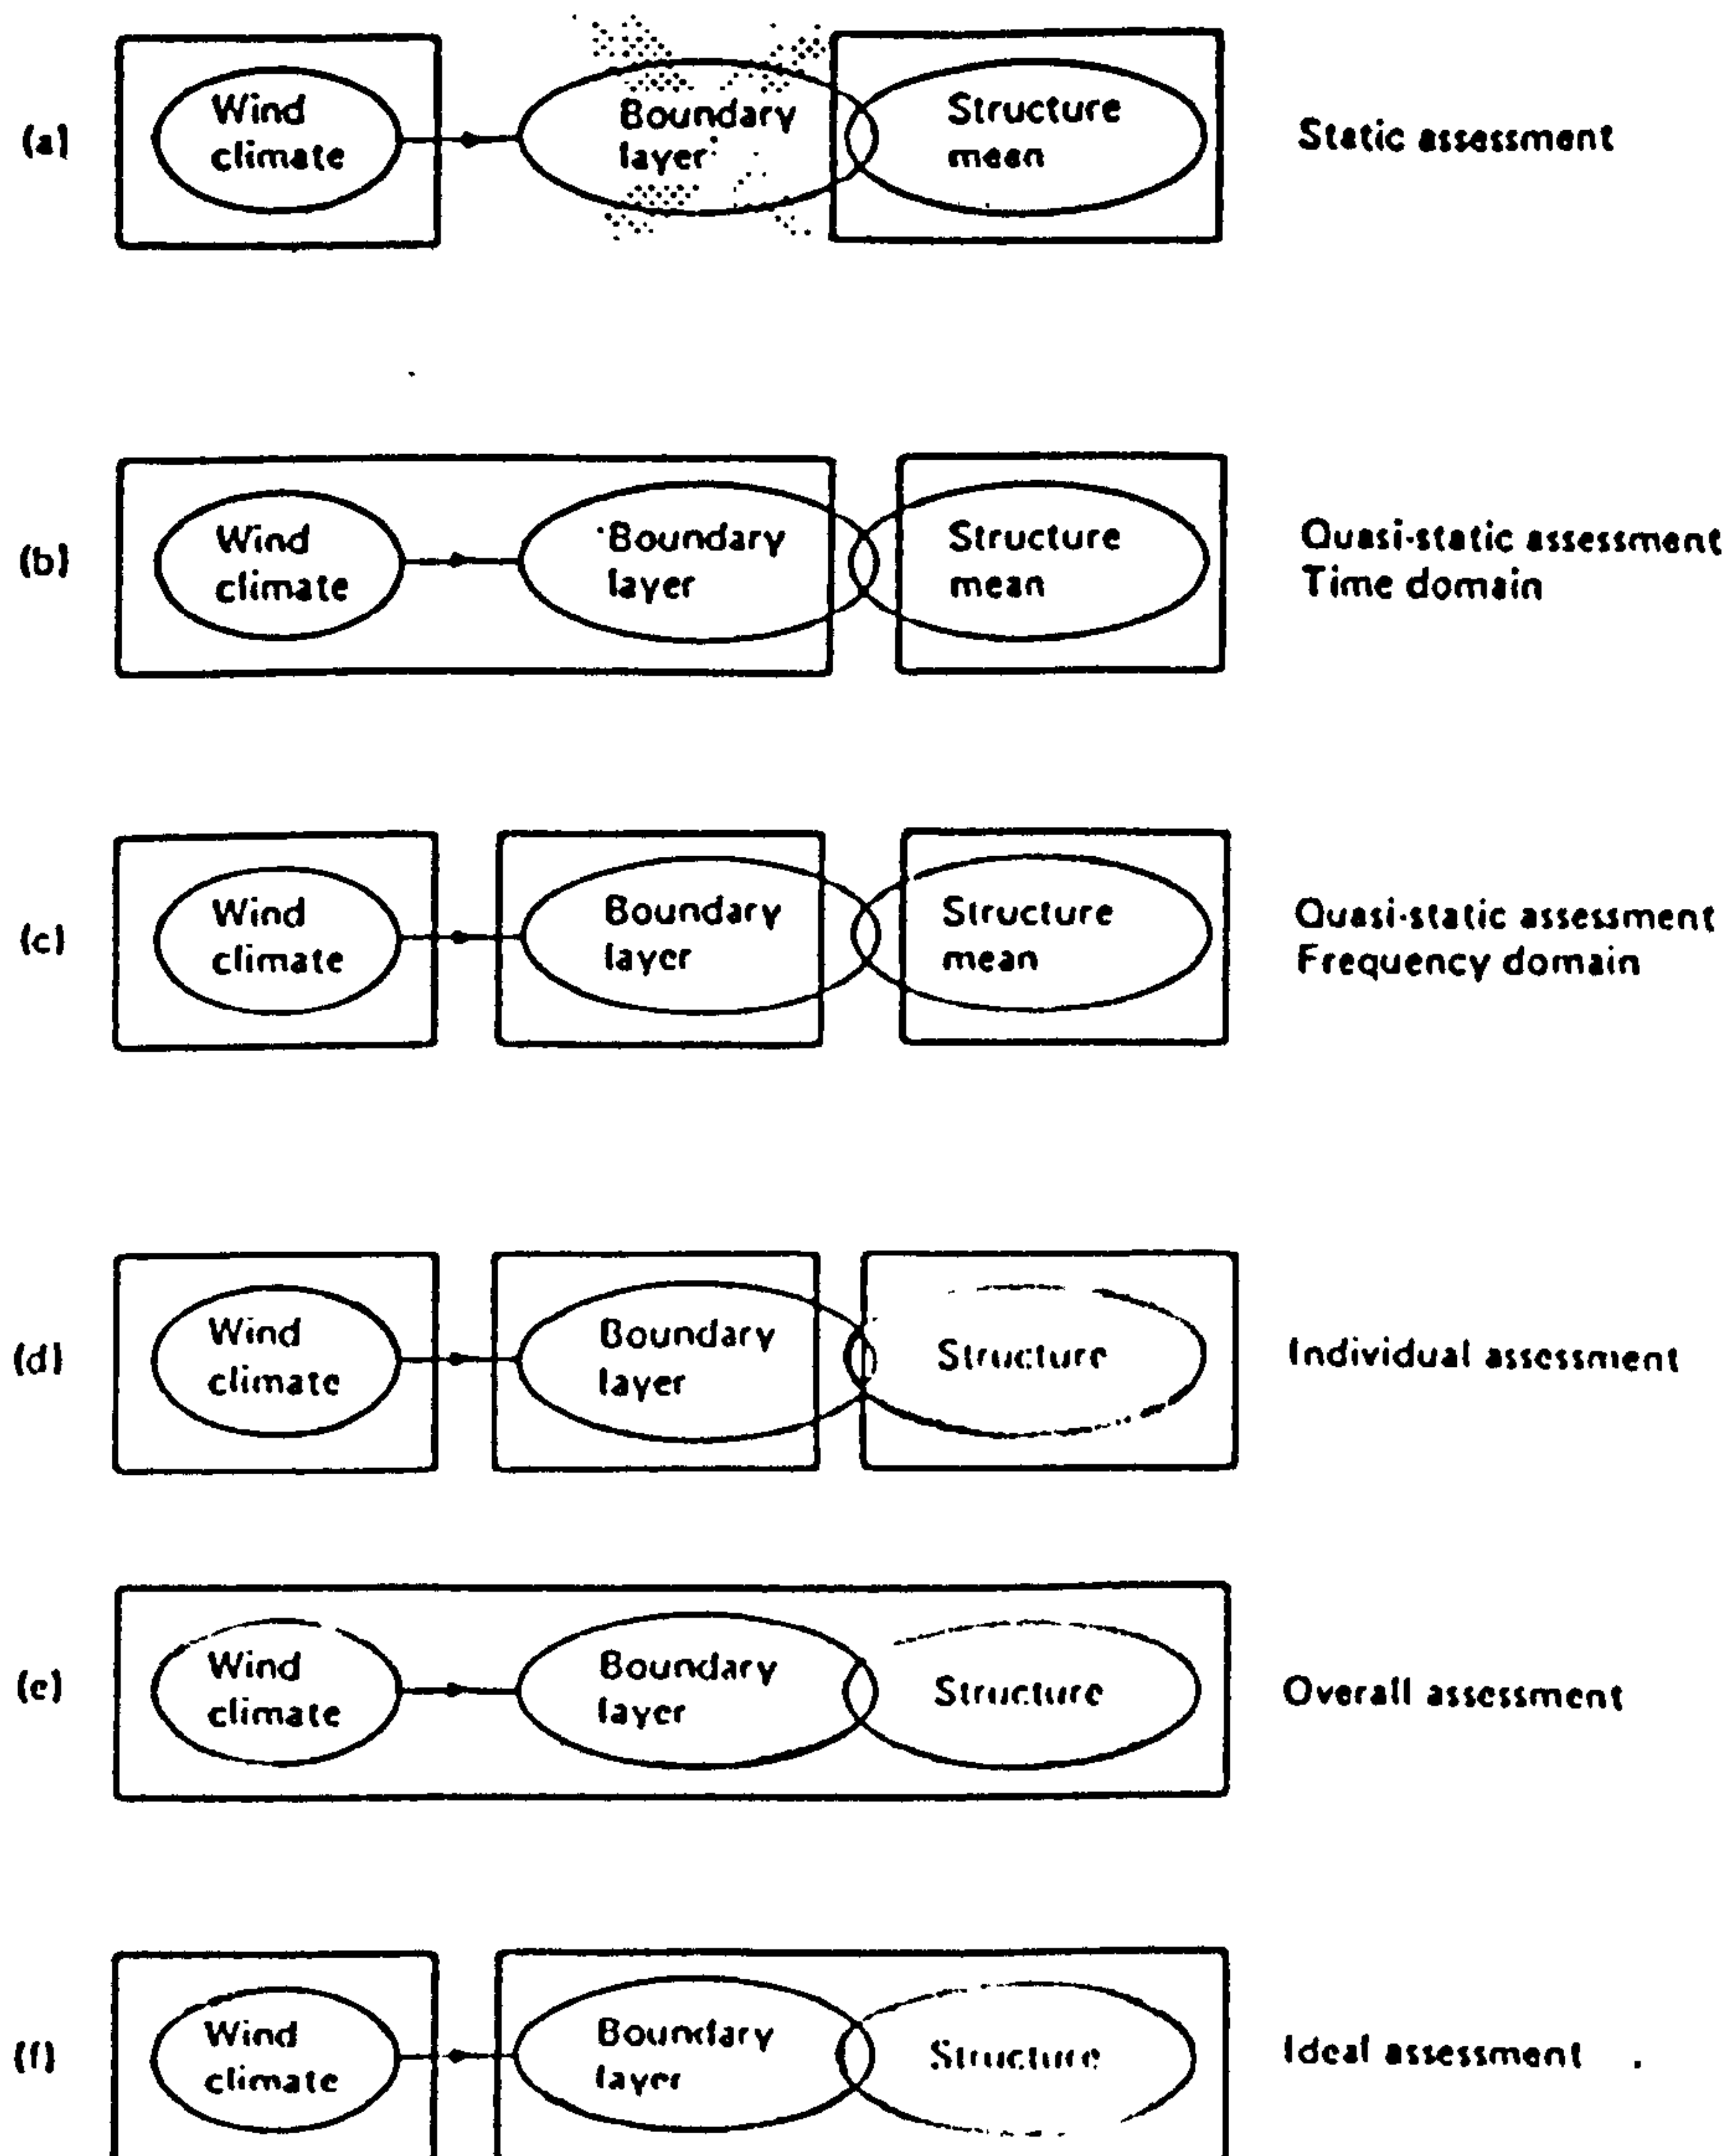 (a)
Wind
climate
Boundary
layer
Structure
mean
Static assessment
(b)
Wind
climate
Boundary
layer
Structure
mean
Quasi-static assessment
Time domain
(c)
Wind
climate
Boundary
layer
Structure
mean
Quasi-static assessment
Frequency domain
(d)
Wind
climate
Boundary
layer
Structure
Individual assessment
(e)
Wind
climate
Boundary
layer
Structure
Overall assessment
(f)
Wind
climate
Boundary
layer
Structure
Ideal assessment